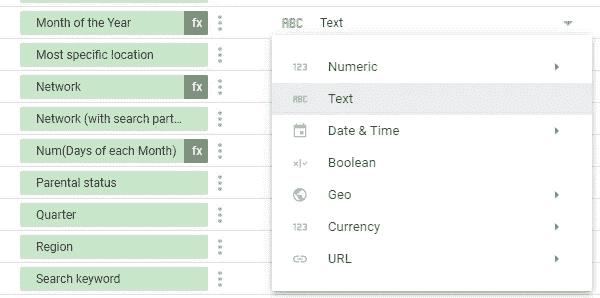 Month of the Year fx ABC Text
Most specific location
123 Numeric
Network fx
ABC Text
Network (with search part...
Date & Time
Num(Days of each Month) fx
Boolean
Parental status
Geo
Quarter
123 Currency
Region
URL
Search keyword